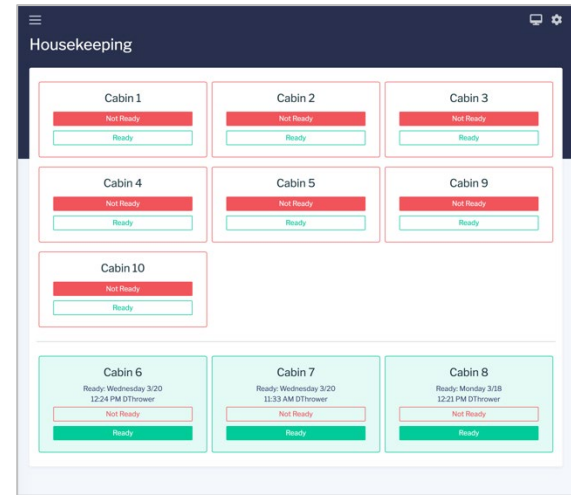 Housekeeping
Cabin 1
Not Ready
Ready
Cabin 2
Not Ready
Ready
Cabin 3
Not Ready
Ready
Cabin 4
Not Ready
Ready
Cabin 5
Not Ready
Ready
Cabin 9
Not Ready
Ready
Cabin 10
Not Ready
Ready
Cabin 6
Ready: Wednesday 3/20
12:24 PM DThrower
Not Ready
Ready
Cabin 7
Ready: Wednesday 3/20
11:33 AM DThrower
Not Ready
Ready
Cabin 8
Ready: Monday 3/18
12:21 PM DThrower
Not Ready
Ready